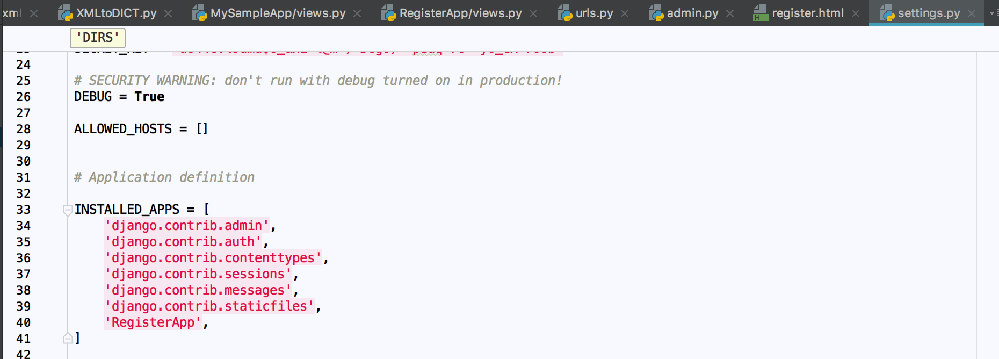 xml XMLtoDICT.py MySampleApp/views.py RegisterApp/views.py urls.py admin.py register.html settings.py
'DIRS'
24
25 # SECURITY WARNING: don't run with debug turned on in production!
26 DEBUG = True
27
28 ALLOWED_HOSTS = []
29
30
31 # Application definition
32
33 INSTALLED_APPS = [
34 'django.contrib.admin',
35 'django.contrib.auth',
36 'django.contrib.contenttypes',
37 'django.contrib.sessions',
38 'django.contrib.messages',
39 'django.contrib.staticfiles',
40 'RegisterApp',
41 ]
42